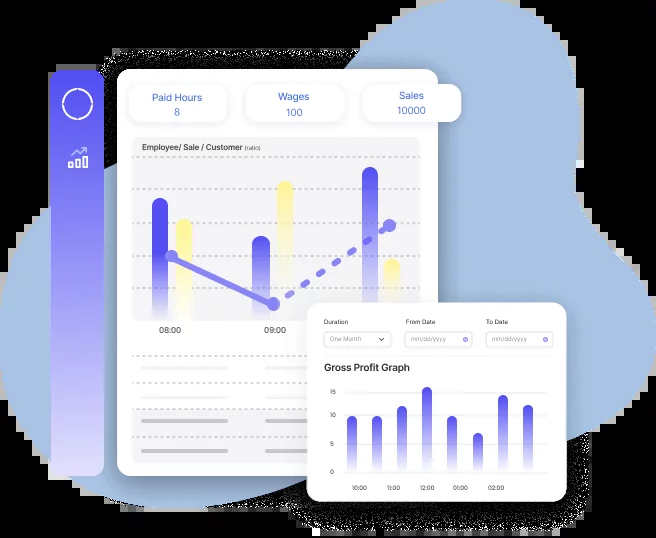 Paid Hours
8
Wages
100
Sales
10000
Employee/ Sale / Customer (ratio)
08:00
09:00
Duration
From Date
To Date
One Month
mm/dd/yyyy
mm/dd/yyyy
Gross Profit Graph
15
10
5
0
10:00
11:00
12:00
01:00
02:00